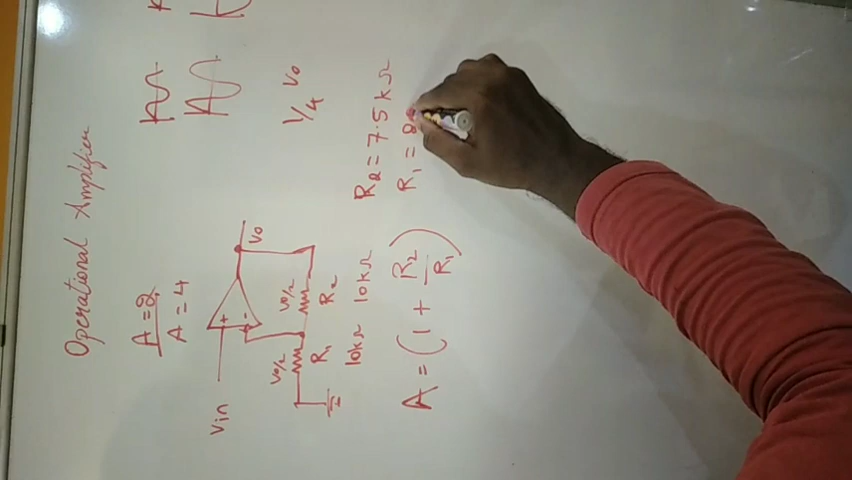 Operational Amplifier
A = 2
A = 4
Vin
+
-
Vo
Vo/2
Vo/2
R₁
R₂
10kΩ
10kΩ
1/4 Vo
A = (1 + R₂/R₁)
R₂ = 7.5 kΩ
R₁ =